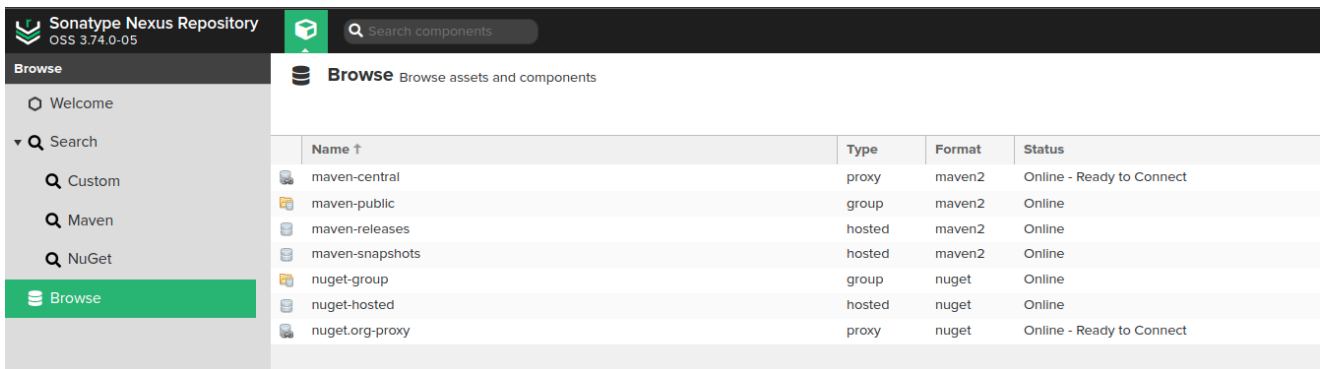 Sonatype Nexus Repository
OSS 3.74.0-05
Search components
Browse
Welcome
Search
Custom
Maven
NuGet
Browse
Browse Browse assets and components
Name ↑ Type Format Status
maven-central proxy maven2 Online - Ready to Connect
maven-public group maven2 Online
maven-releases hosted maven2 Online
maven-snapshots hosted maven2 Online
nuget-group group nuget Online
nuget-hosted hosted nuget Online
nuget.org-proxy proxy nuget Online - Ready to Connect